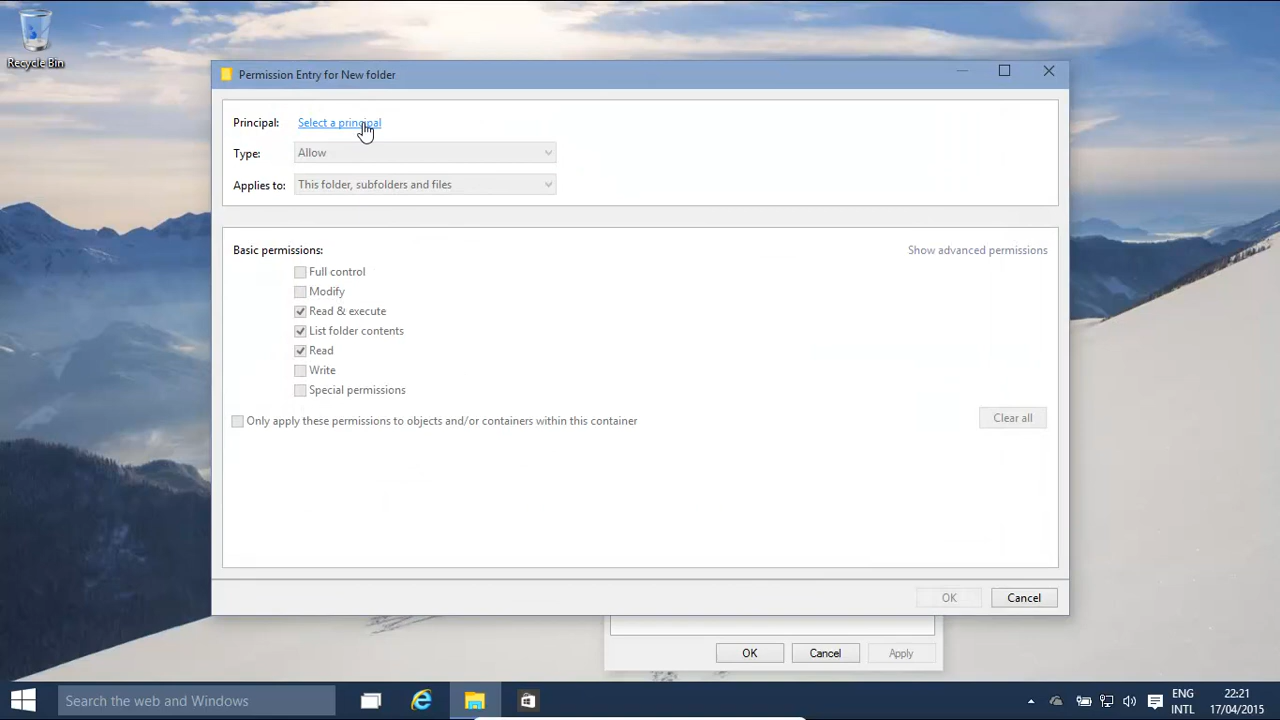 Recycle Bin
Permission Entry for New folder
Principal: Select a principal
Type: Allow
Applies to: This folder, subfolders and files
Basic permissions: Show advanced permissions
Full control
Modify
Read & execute
List folder contents
Read
Write
Special permissions
Only apply these permissions to objects and/or containers within this container
Clear all
OK Cancel
OK Cancel Apply
Search the web and Windows
ENG 22:21
INTL 17/04/2015